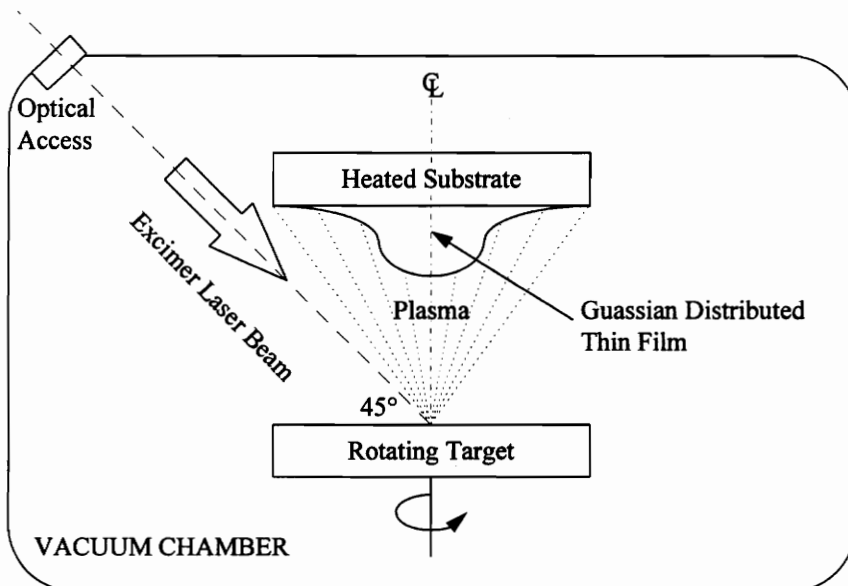 Optical
Access
℄
Heated Substrate
Excimer Laser Beam
Plasma
Guassian Distributed
Thin Film
45°
Rotating Target
VACUUM CHAMBER